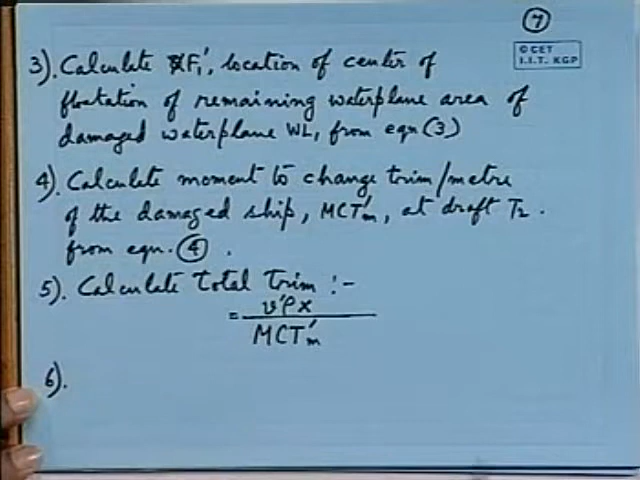 7
© CET
I.I.T. KGP
3). Calculate F₁', location of center of
flotation of remaining waterplane area of
damaged waterplane WL, from eqn (3)
4). Calculate moment to change trim/metre
of the damaged ship, MCT'm, at draft T₂.
from eqn. 4.
5). Calculate total trim :-
= v'ρx
MCT'm
6).